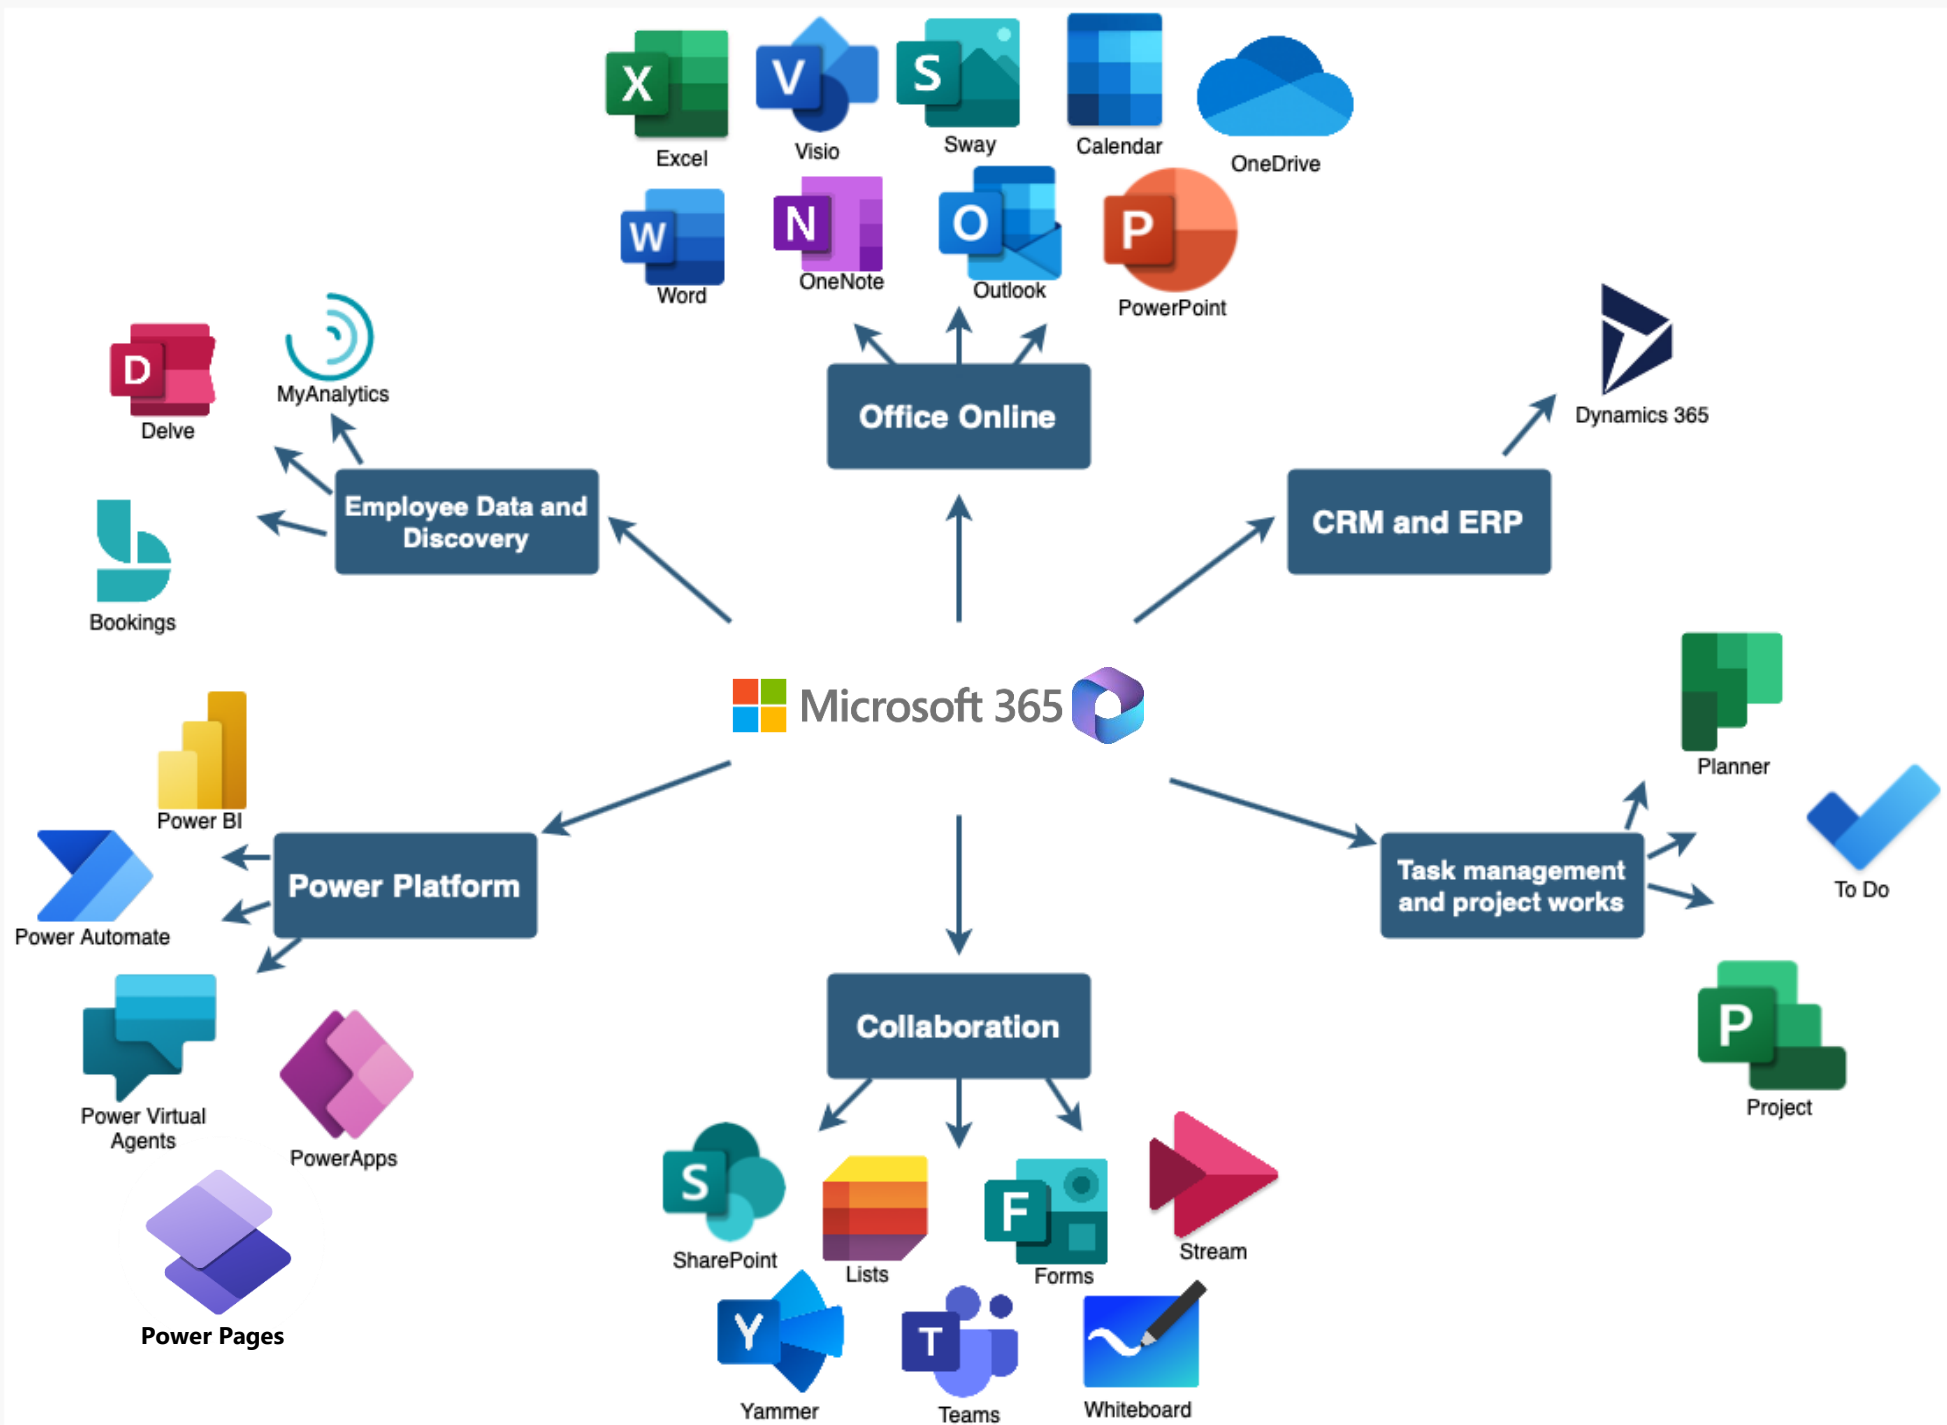 X
V
S
Excel
Visio
Sway
Calendar
OneDrive
W
N
O
P
Word
OneNote
Outlook
PowerPoint
D
MyAnalytics
Delve
Dynamics 365
Office Online
Employee Data and
Discovery
CRM and ERP
Bookings
Microsoft 365
Planner
Power BI
To Do
Power Automate
Power Platform
Task management
and project works
P
Project
Power Virtual
Agents
PowerApps
Power Pages
Collaboration
S
F
SharePoint
Lists
Forms
Stream
Y
T
Yammer
Teams
Whiteboard